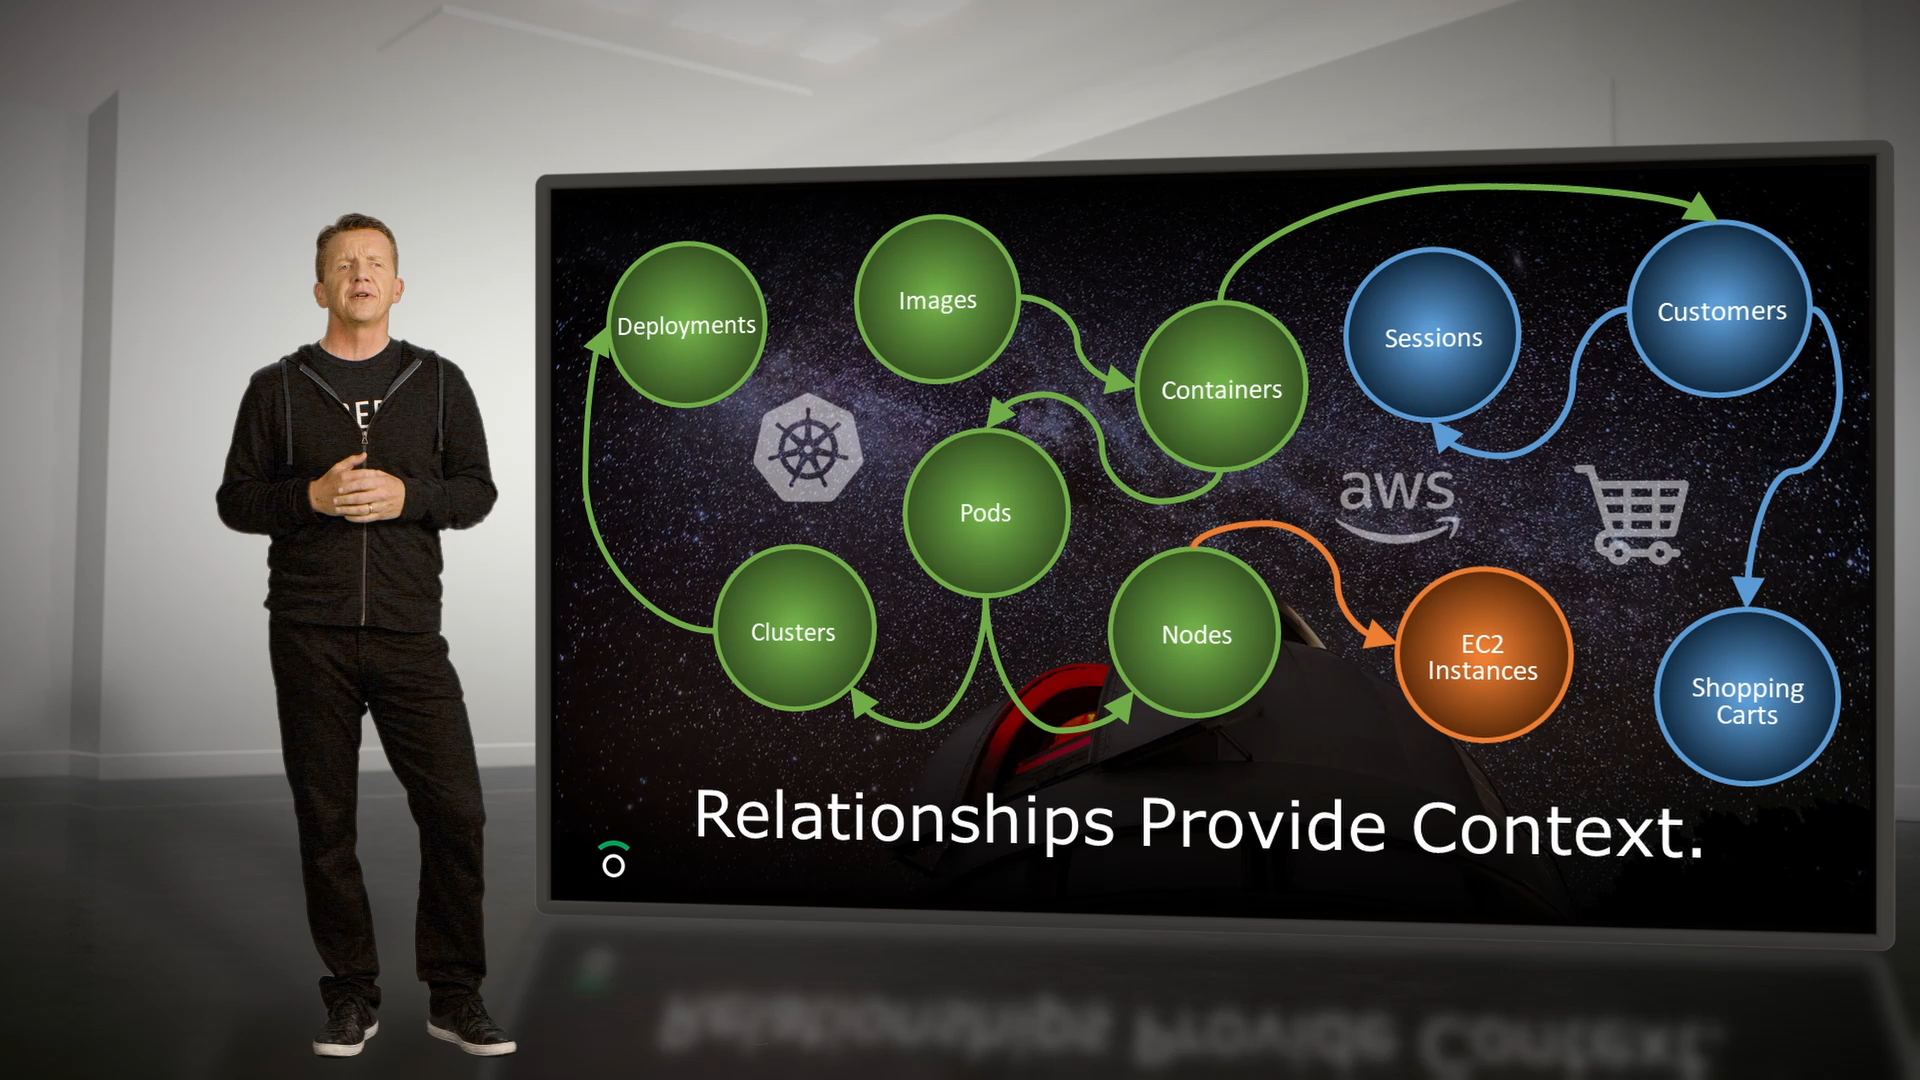 Deployments
Images
Containers
Sessions
Customers
Pods
aws
Clusters
Nodes
EC2
Instances
Shopping
Carts
Relationships Provide Context.